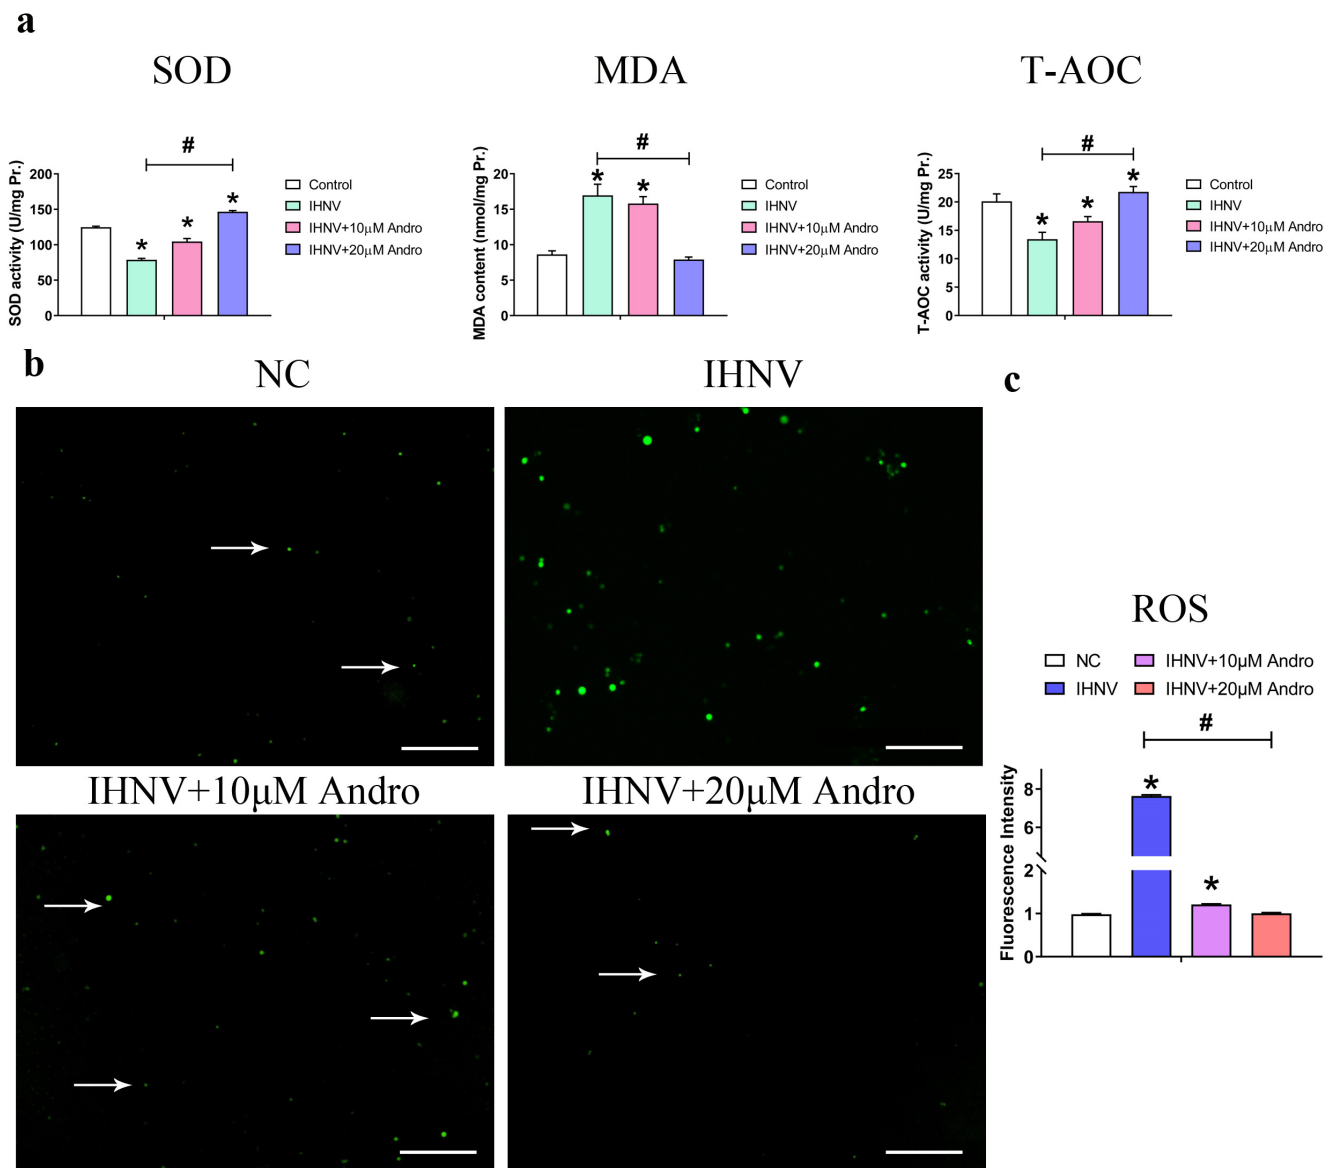 a
SOD
#
SOD activity (U/mg Pr.)
200
150
100
50
0
*
*
*
Control
IHNV
IHNV+10μM Andro
IHNV+20μM Andro
MDA
#
MDA content (nmol/mg Pr.)
20
15
10
5
0
*
*
Control
IHNV
IHNV+10μM Andro
IHNV+20μM Andro
T-AOC
#
T-AOC activity (U/mg Pr.)
25
20
15
10
5
0
*
*
*
Control
IHNV
IHNV+10μM Andro
IHNV+20μM Andro
b
NC
IHNV
IHNV+10μM Andro
IHNV+20μM Andro
c
ROS
NC
IHNV+10μM Andro
IHNV
IHNV+20μM Andro
#
Fluorescence Intensity
8
6
2
1
0
*
*